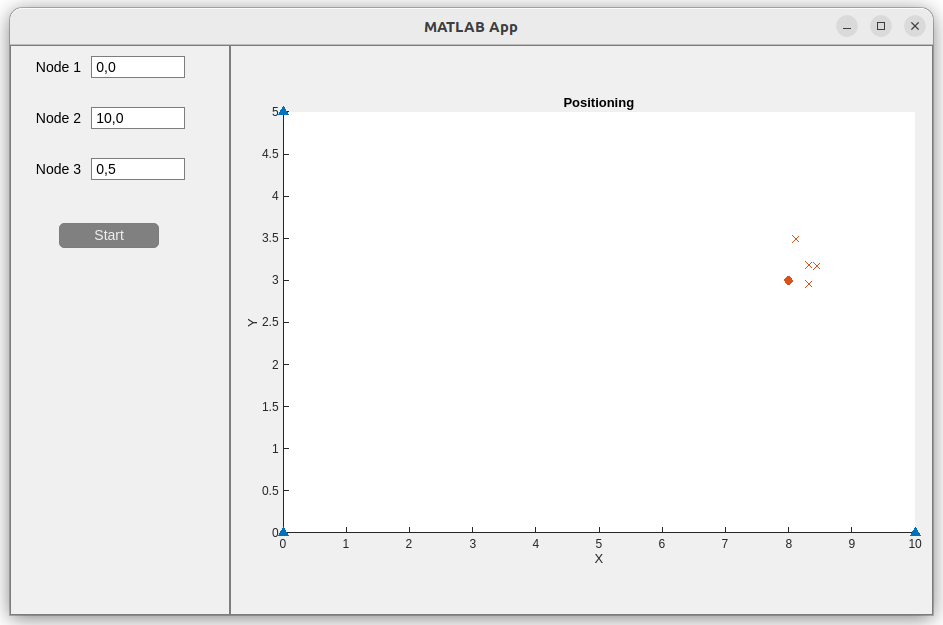 MATLAB App
Node 1 0,0
Node 2 10,0
Node 3 0,5
Start
Positioning
5
4.5
4
3.5
3
2.5
2
1.5
1
0.5
0
Y
0 1 2 3 4 5 6 7 8 9 10
X